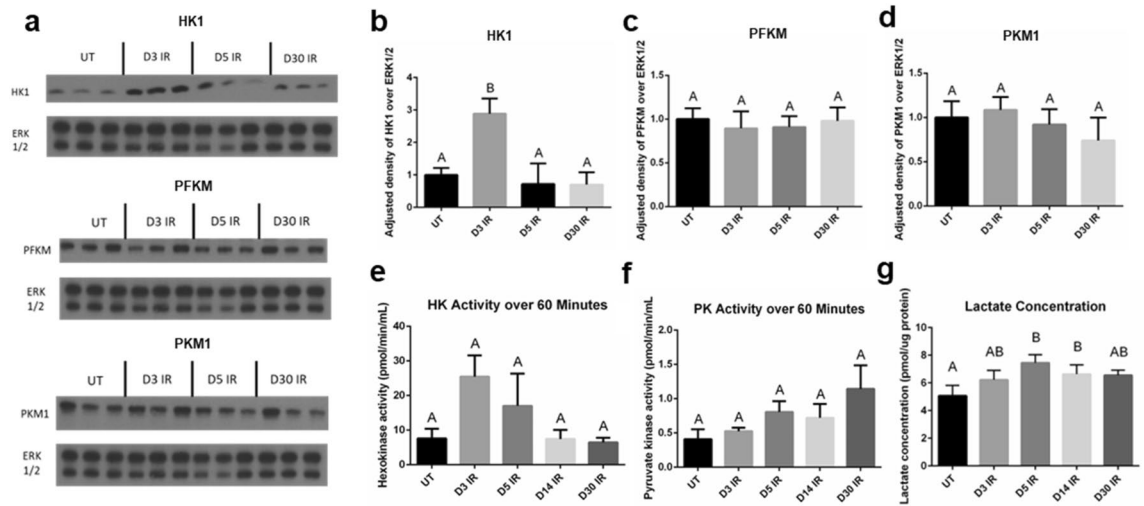 a
HK1
UT D3 IR D5 IR D30 IR
HK1
ERK
1/2
PFKM
UT D3 IR D5 IR D30 IR
PFKM
ERK
1/2
PKM1
UT D3 IR D5 IR D30 IR
PKM1
ERK
1/2
b
HK1
Adjusted density of HK1 over ERK1/2
4
3
2
1
0
A B A A
UT D3 IR D5 IR D30 IR
c
PFKM
Adjusted density of PFKM over ERK1/2
1.5
1.0
0.5
0.0
A A A A
UT D3 IR D5 IR D30 IR
d
PKM1
Adjusted density of PKM1 over ERK1/2
1.5
1.0
0.5
0.0
A A A A
UT D3 IR D5 IR D30 IR
e
HK Activity over 60 Minutes
Hexokinase activity (pmol/min/mL)
40
30
20
10
0
A A A A A
UT D3 IR D5 IR D14 IR D30 IR
f
PK Activity over 60 Minutes
Pyruvate kinase activity (pmol/min/mL)
2.0
1.5
1.0
0.5
0.0
A A A A A
UT D3 IR D5 IR D14 IR D30 IR
g
Lactate Concentration
Lactate concentration (pmol/ug protein)
10
8
6
4
2
0
A AB B B AB
UT D3 IR D5 IR D14 IR D30 IR